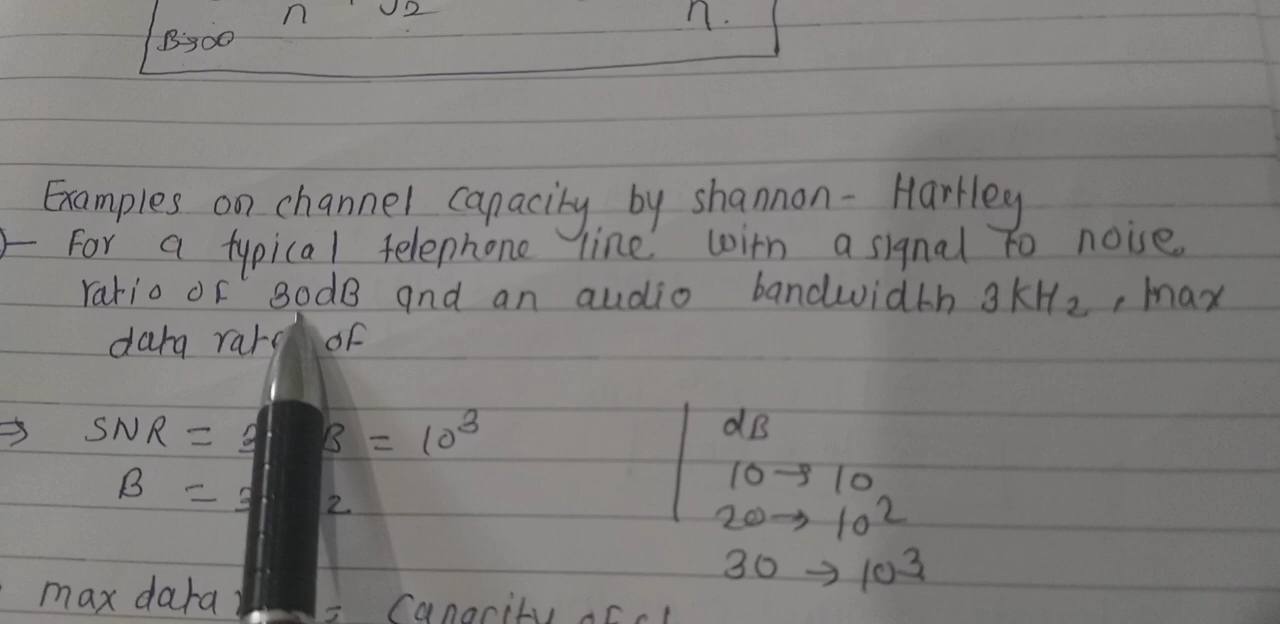 n n.
B→∞
Examples on channel capacity by shannon - Hartley
For a typical telephone line with a signal to noise
ratio of 30dB and an audio bandwidth 3KHz, max
data rate of
⇒ SNR = B = 10³
B =
dB
10 → 10
20 → 10²
30 → 10³
max data = Capacity of